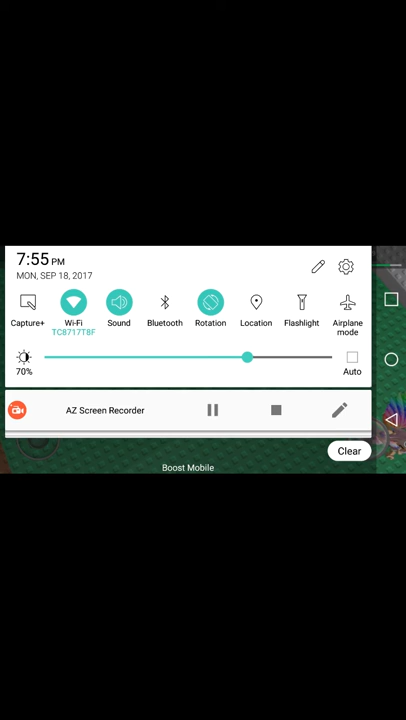 7:55 PM
MON, SEP 18, 2017
Capture+
Wi-Fi
TC8717TBF
Sound
Bluetooth
Rotation
Location
Flashlight
Airplane
mode
70%
Auto
AZ Screen Recorder
Clear
Boost Mobile